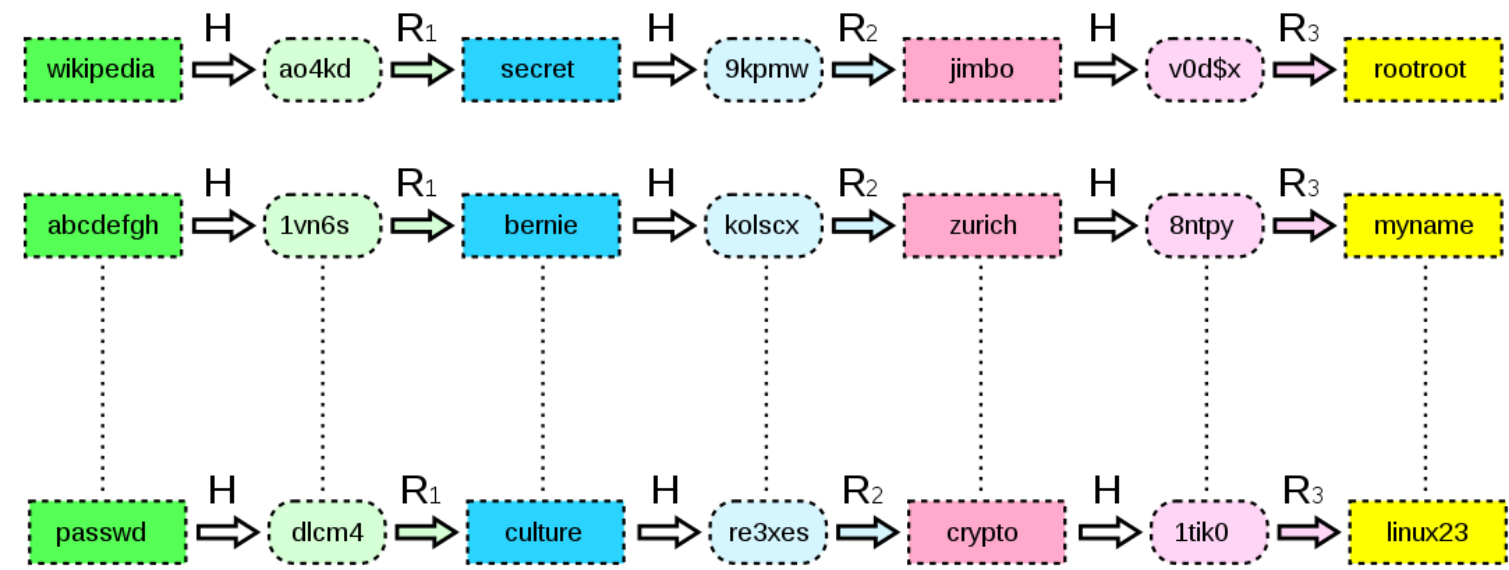 H R1 H R2 H R3
wikipedia ao4kd secret 9kpmw jimbo v0d$x rootroot
H R1 H R2 H R3
abcdefgh 1vn6s bernie kolscx zurich 8ntpy myname
H R1 H R2 H R3
passwd dlcm4 culture re3xes crypto 1tik0 linux23